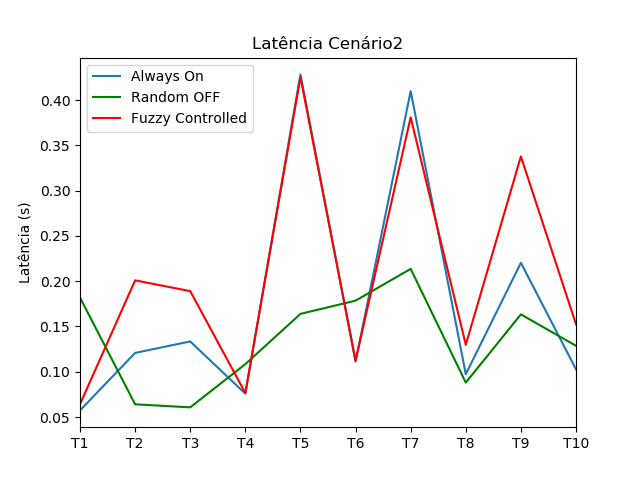 Latência Cenário2
Always On
Random OFF
Fuzzy Controlled
Latência (s)
0.40
0.35
0.30
0.25
0.20
0.15
0.10
0.05
T1 T2 T3 T4 T5 T6 T7 T8 T9 T10